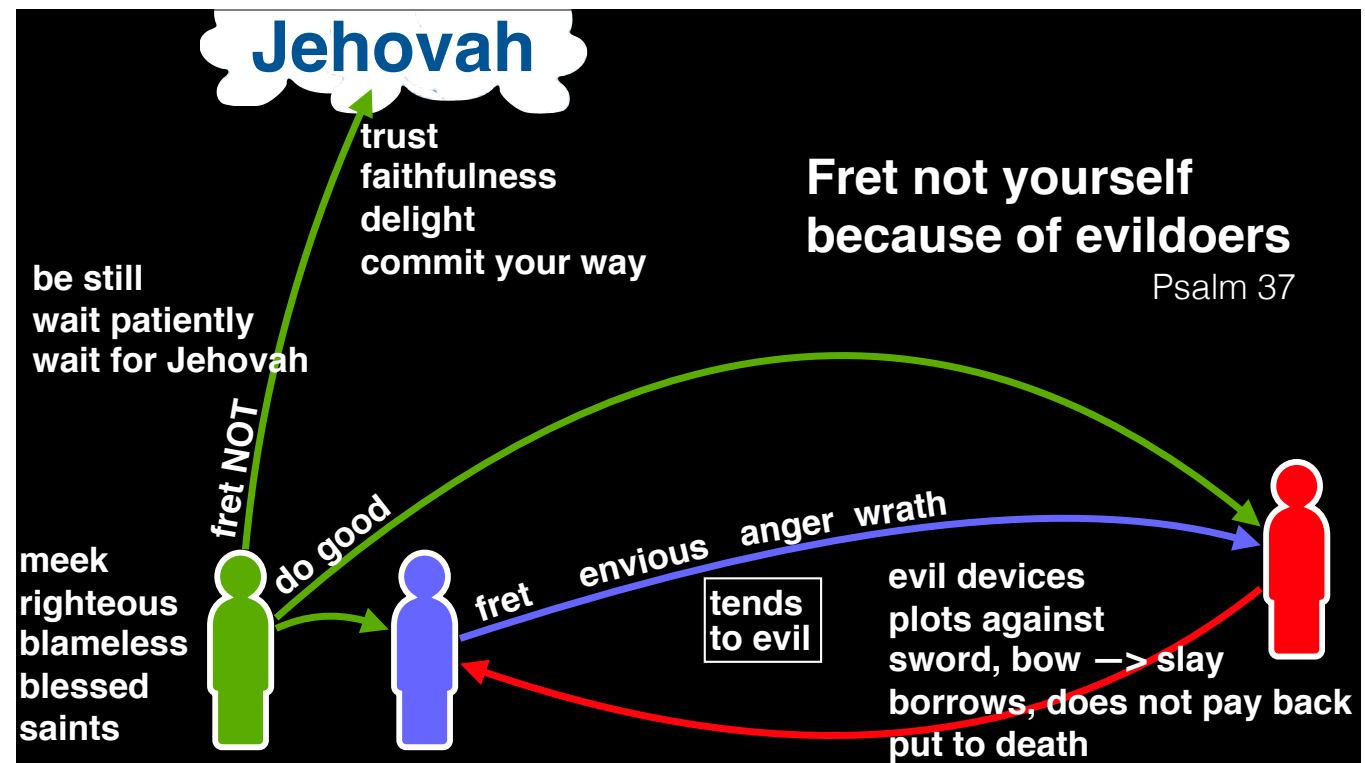 Jehovah
trust
faithfulness
delight
commit your way
Fret not yourself
because of evildoers
Psalm 37
be still
wait patiently
wait for Jehovah
fret NOT
do good
meek
righteous
blameless
blessed
saints
fret envious anger wrath
tends
to evil
evil devices
plots against
sword, bow —> slay
borrows, does not pay back
put to death